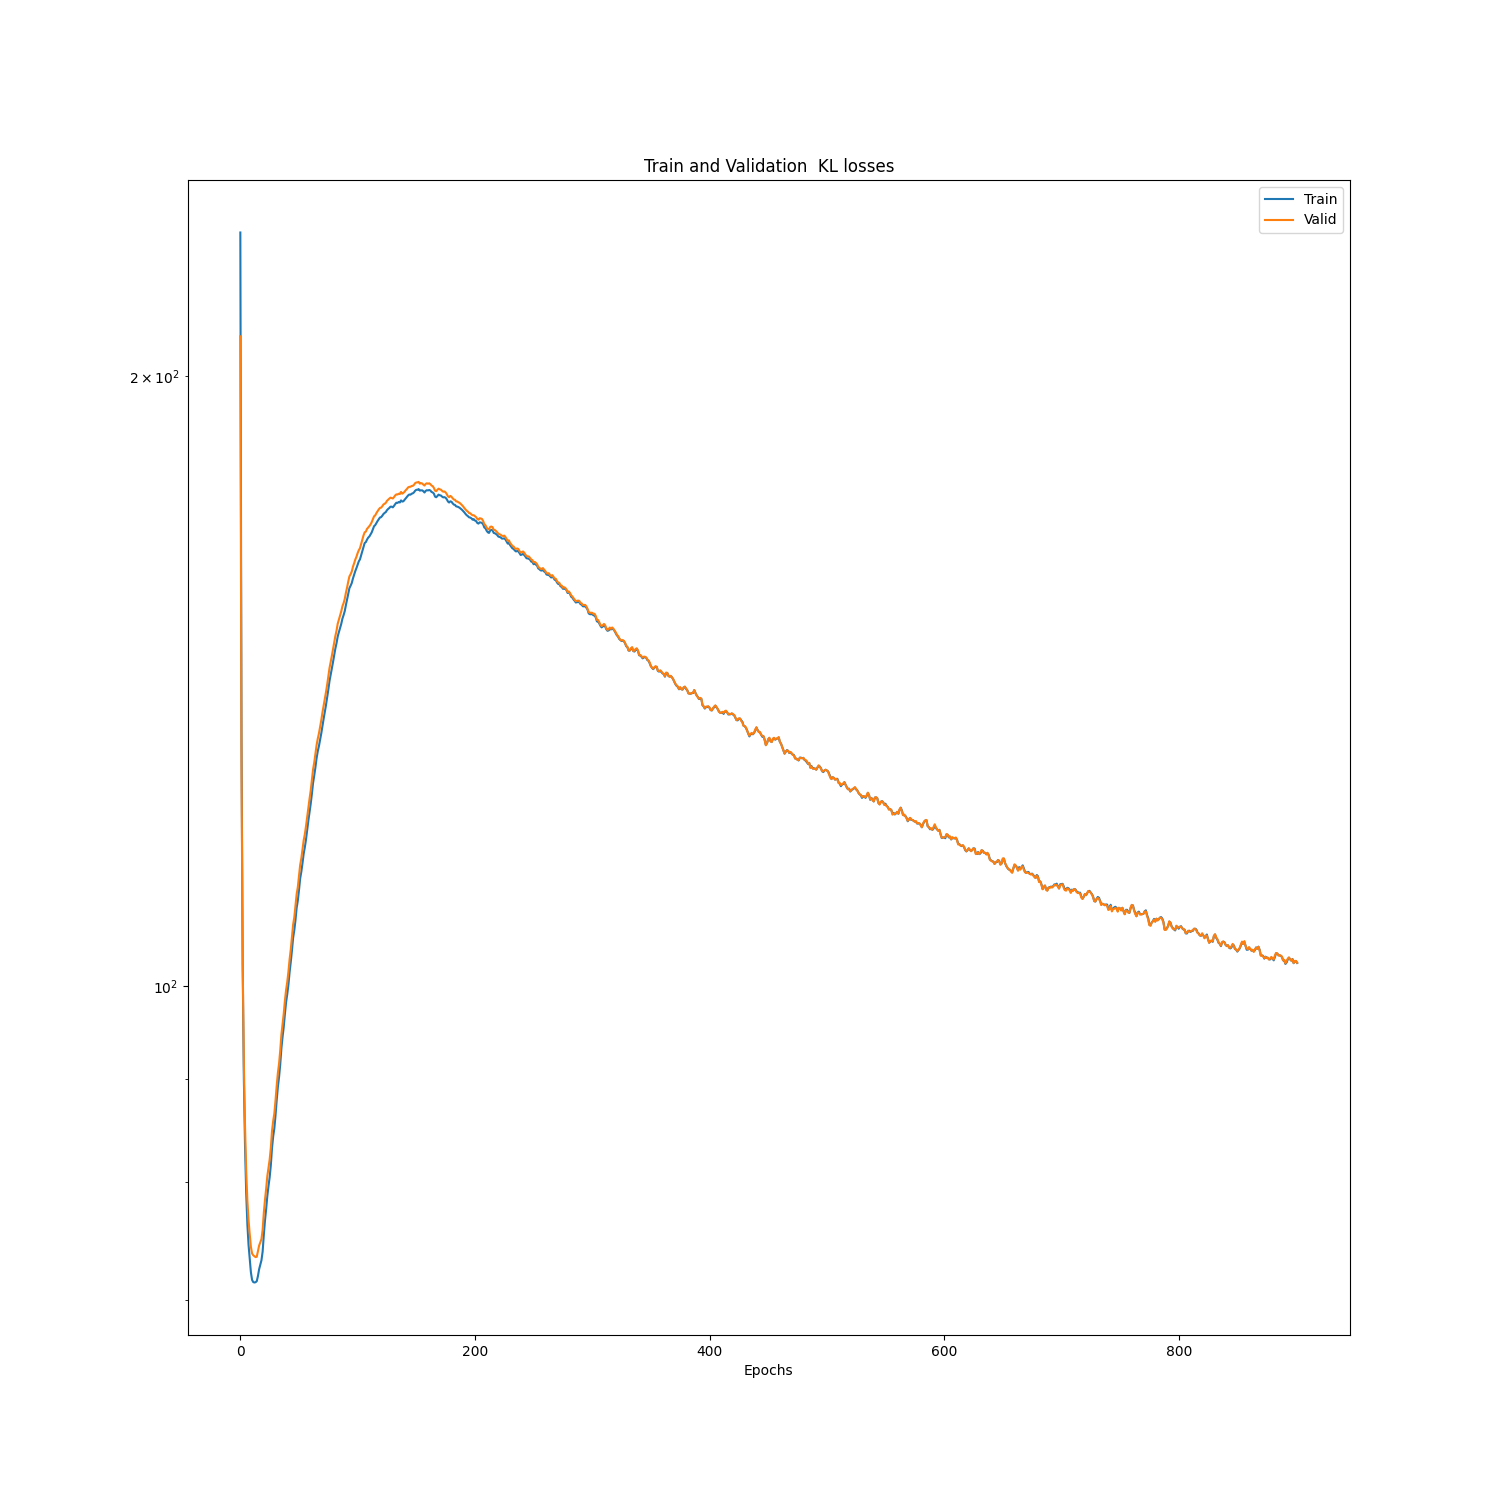 Train and Validation  KL losses
Train
Valid
2 × 10²
10²
0 200 400 600 800
Epochs